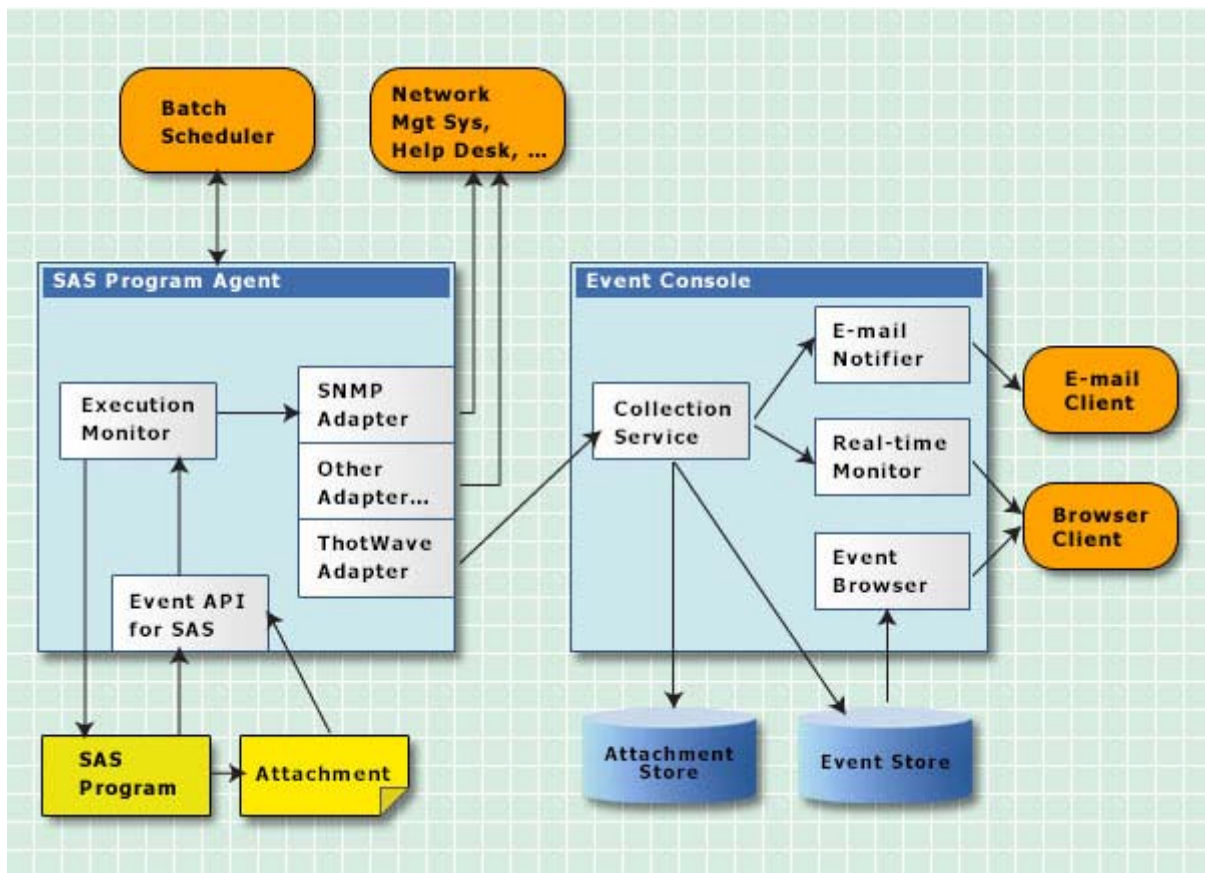 Batch
Scheduler
Network
Mgt Sys,
Help Desk, ...
SAS Program Agent
Execution
Monitor
SNMP
Adapter
Other
Adapter...
ThotWave
Adapter
Event API
for SAS
SAS
Program
Attachment
Event Console
Collection
Service
E-mail
Notifier
Real-time
Monitor
Event
Browser
E-mail
Client
Browser
Client
Attachment
Store
Event Store